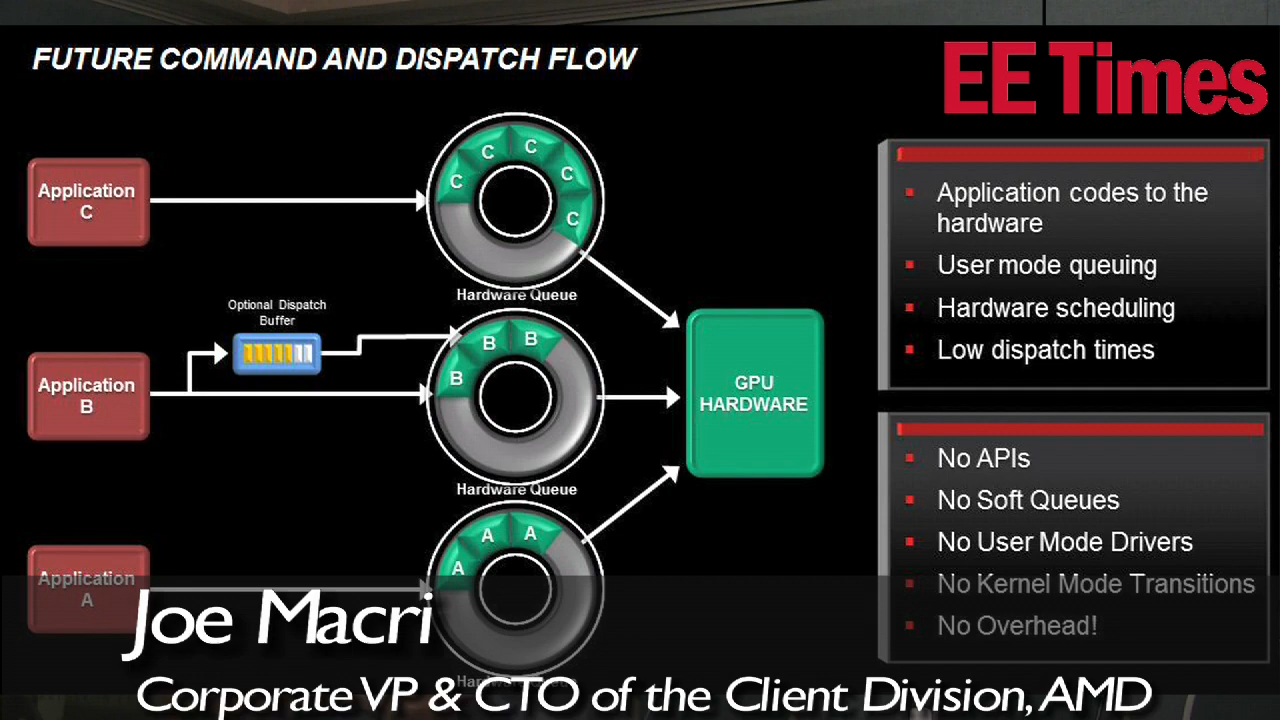 FUTURE COMMAND AND DISPATCH FLOW
EE Times
Application
C
C
C
C
C
C
Hardware Queue
Optional Dispatch
Buffer
Application
B
B
B
B
Hardware Queue
Application
A
A
A
A
GPU
HARDWARE
Application codes to the
hardware
User mode queuing
Hardware scheduling
Low dispatch times
No APIs
No Soft Queues
No User Mode Drivers
No Kernel Mode Transitions
No Overhead!
Joe Macri
Corporate VP & CTO of the Client Division, AMD